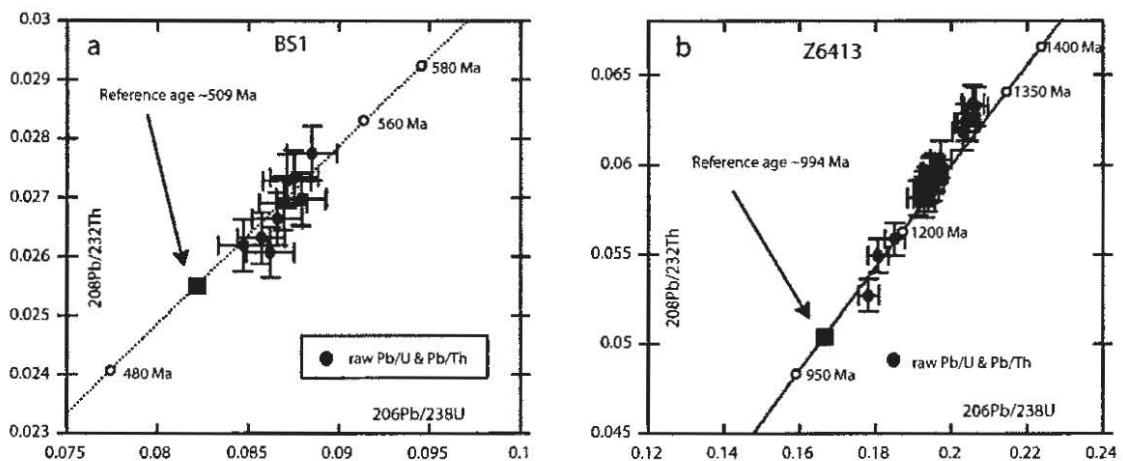 a
BS1
0.03
0.029
0.028
0.027
0.026
0.025
0.024
0.023
208Pb/232Th
Reference age ~509 Ma
580 Ma
560 Ma
480 Ma
raw Pb/U & Pb/Th
206Pb/238U
0.075
0.08
0.085
0.09
0.095
0.1
b
Z6413
0.065
0.06
0.055
0.05
0.045
208Pb/232Th
1400 Ma
1350 Ma
Reference age ~994 Ma
1200 Ma
950 Ma
raw Pb/U & Pb/Th
206Pb/238U
0.12
0.14
0.16
0.18
0.2
0.22
0.24